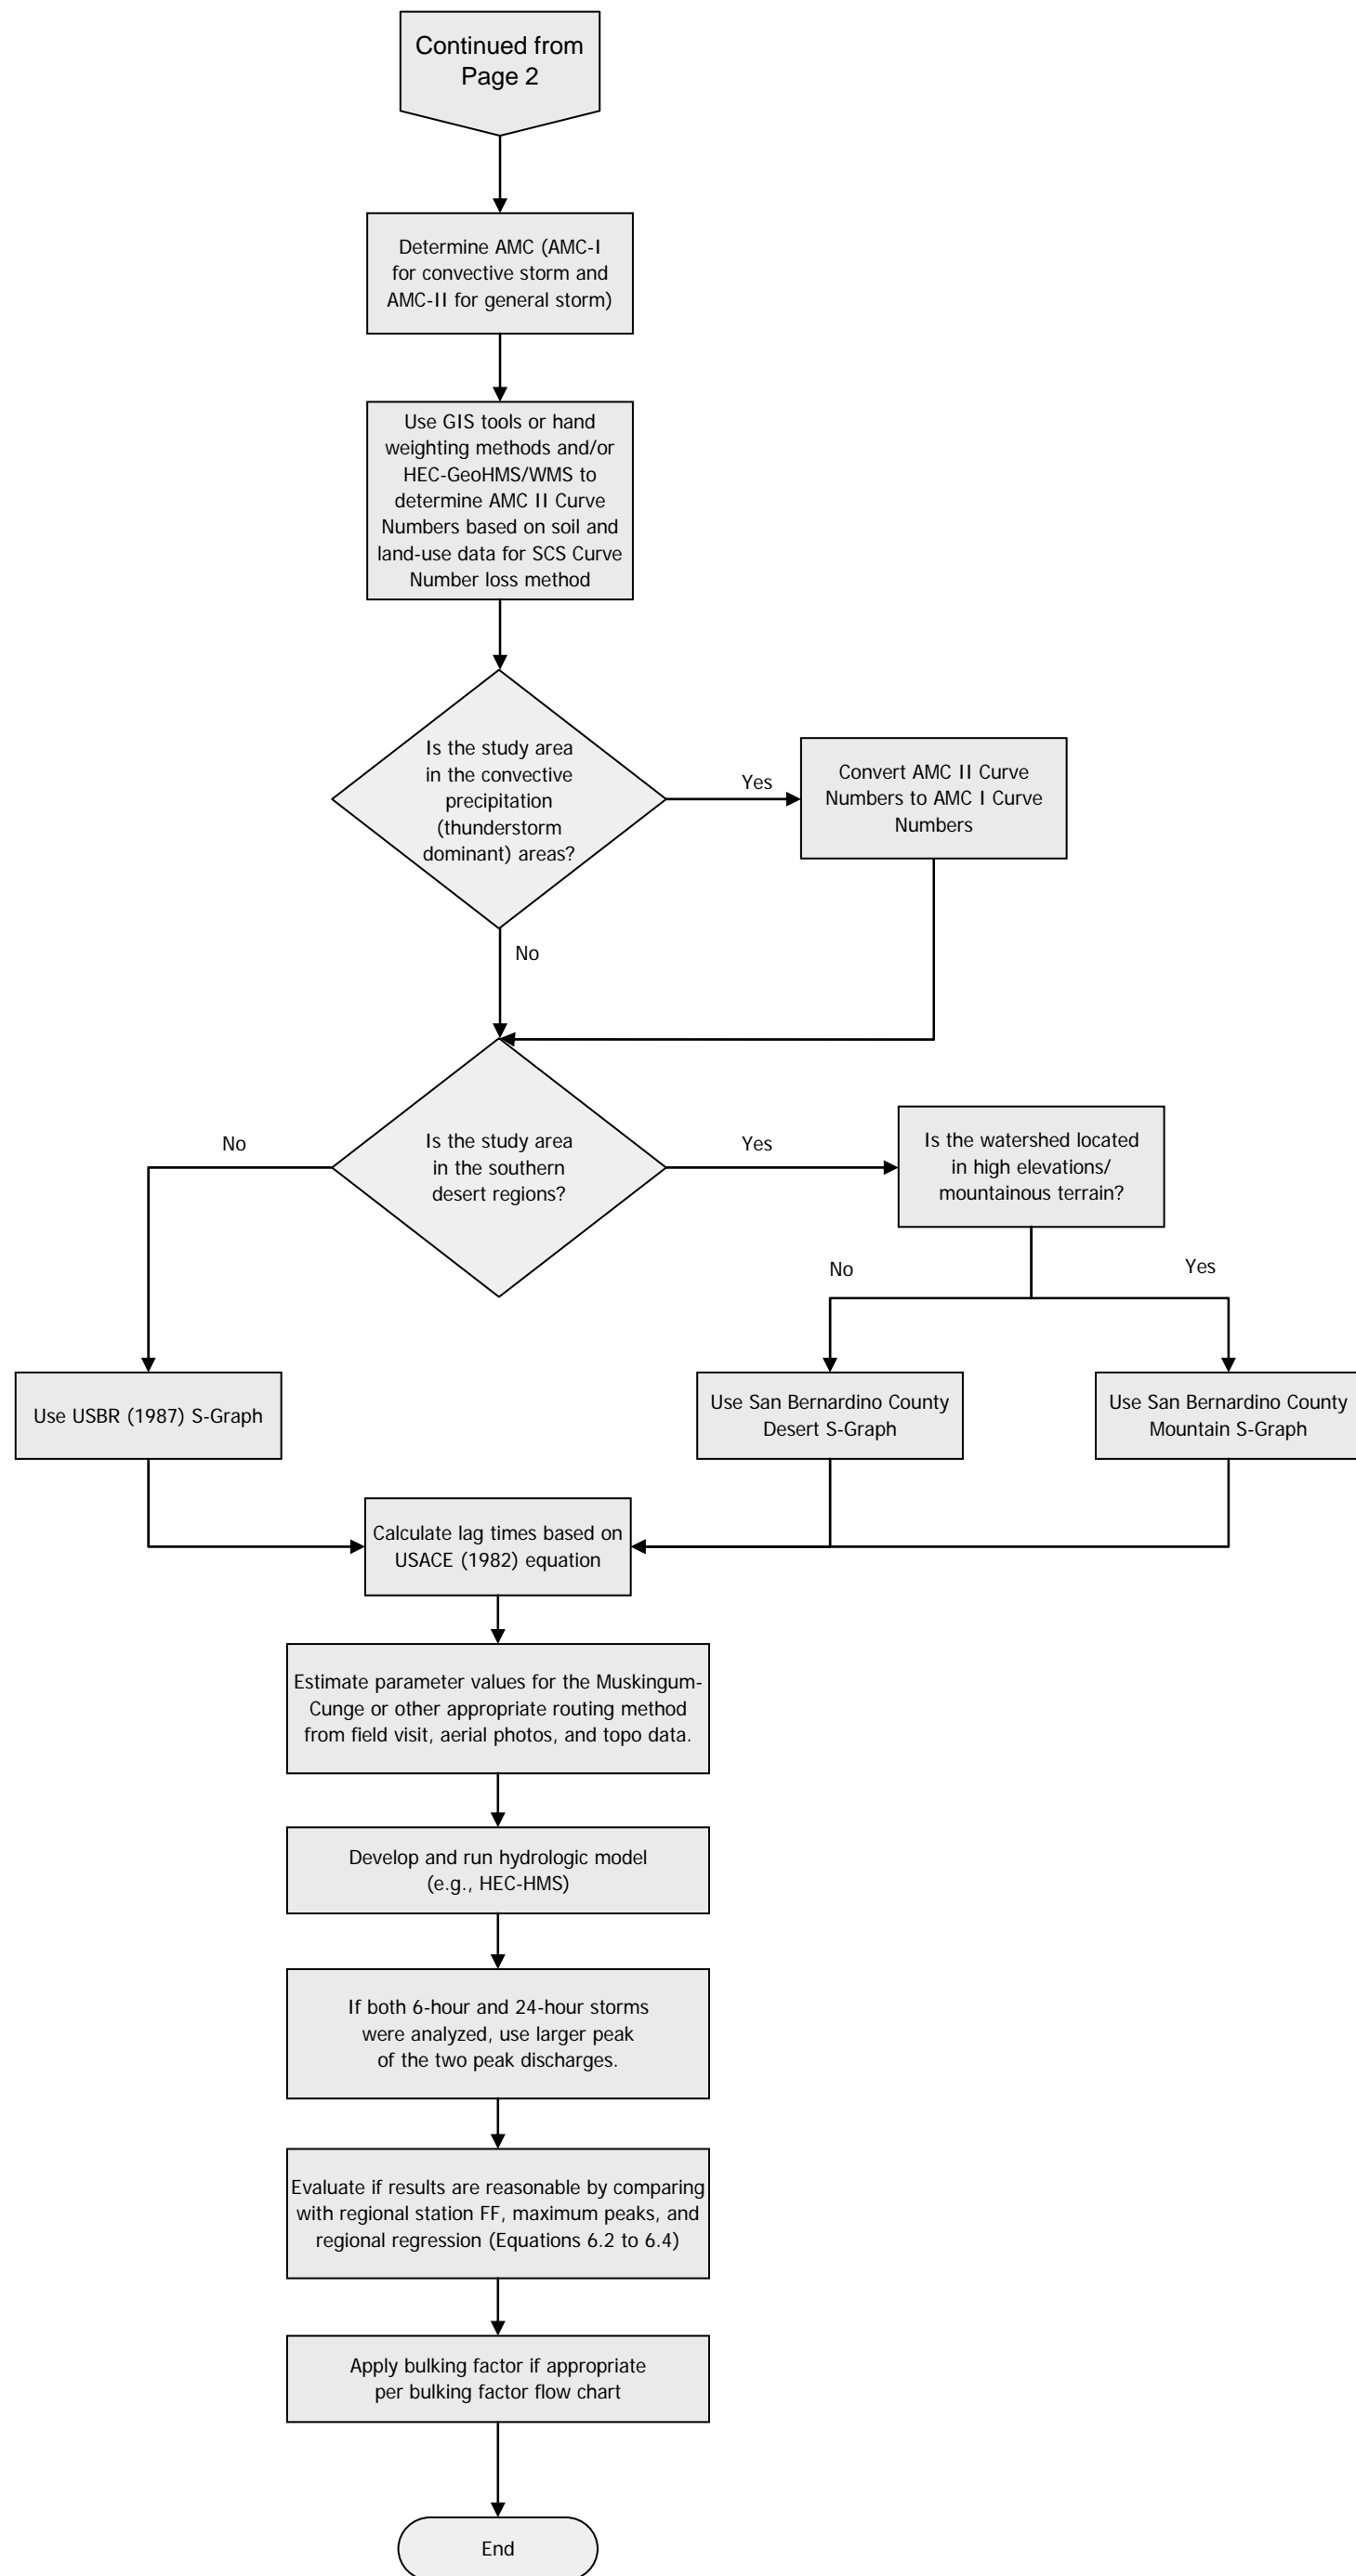 Continued from
Page 2
Determine AMC (AMC-I
for convective storm and
AMC-II for general storm)
Use GIS tools or hand
weighting methods and/or
HEC-GeoHMS/WMS to
determine AMC II Curve
Numbers based on soil and
land-use data for SCS Curve
Number loss method
Is the study area
in the convective
precipitation
(thunderstorm
dominant) areas?
Yes
Convert AMC II Curve
Numbers to AMC I Curve
Numbers
No
Is the study area
in the southern
desert regions?
No
Yes
Is the watershed located
in high elevations/
mountainous terrain?
No
Yes
Use USBR (1987) S-Graph
Use San Bernardino County
Desert S-Graph
Use San Bernardino County
Mountain S-Graph
Calculate lag times based on
USACE (1982) equation
Estimate parameter values for the Muskingum-
Cunge or other appropriate routing method
from field visit, aerial photos, and topo data.
Develop and run hydrologic model
(e.g., HEC-HMS)
If both 6-hour and 24-hour storms
were analyzed, use larger peak
of the two peak discharges.
Evaluate if results are reasonable by comparing
with regional station FF, maximum peaks, and
regional regression (Equations 6.2 to 6.4)
Apply bulking factor if appropriate
per bulking factor flow chart
End